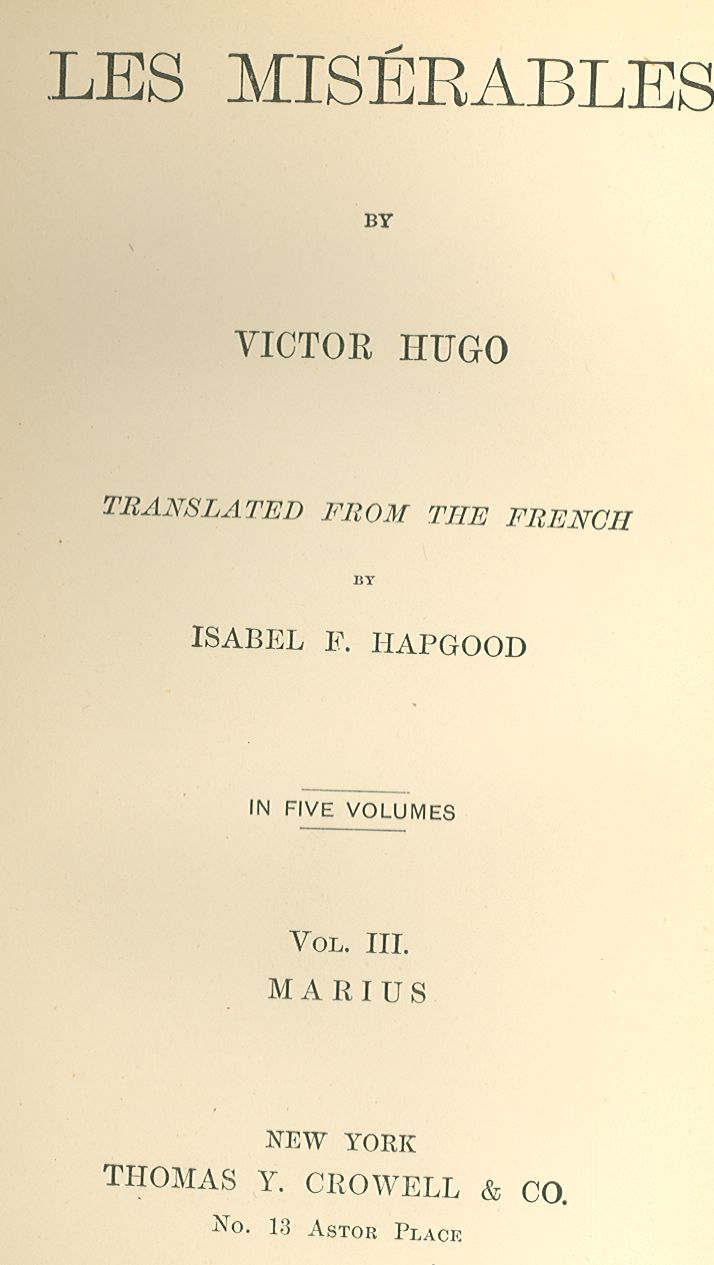 LES MISÉRABLES
BY
VICTOR HUGO
TRANSLATED FROM THE FRENCH
BY
ISABEL F. HAPGOOD
IN FIVE VOLUMES
VOL. III.
MARIUS
NEW YORK
THOMAS Y. CROWELL & CO.
No. 13 ASTOR PLACE